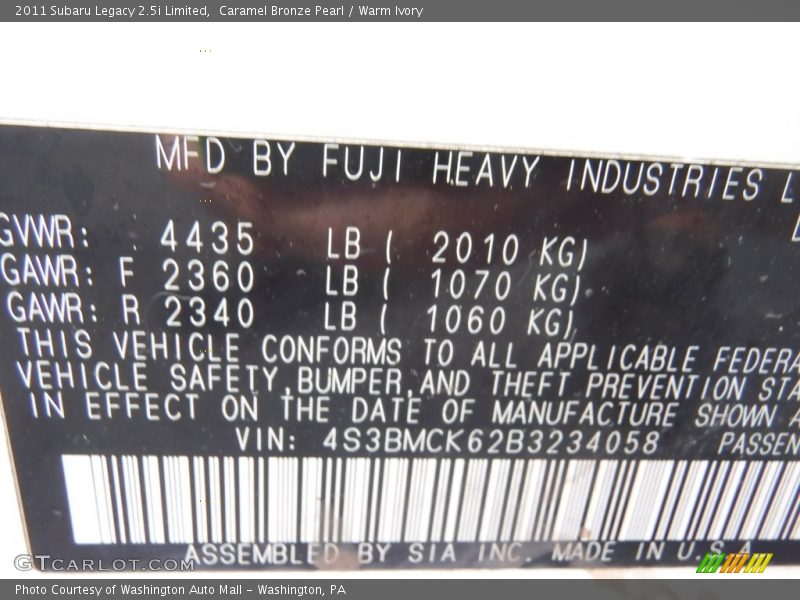 2011 Subaru Legacy 2.5i Limited,  Caramel Bronze Pearl / Warm Ivory
MFD BY FUJI HEAVY INDUSTRIES L
GVWR: 4435 LB ( 2010 KG)
GAWR: F 2360 LB ( 1070 KG)
GAWR: R 2340 LB ( 1060 KG)
THIS VEHICLE CONFORMS TO ALL APPLICABLE FEDERA
VEHICLE SAFETY,BUMPER,AND THEFT PREVENTION STA
IN EFFECT ON THE DATE OF MANUFACTURE SHOWN A
VIN: 4S3BMCK62B3234058 PASSEN
ASSEMBLED BY SIA INC. MADE IN U.S.A.
GTCARLOT.COM
Photo Courtesy of Washington Auto Mall – Washington, PA